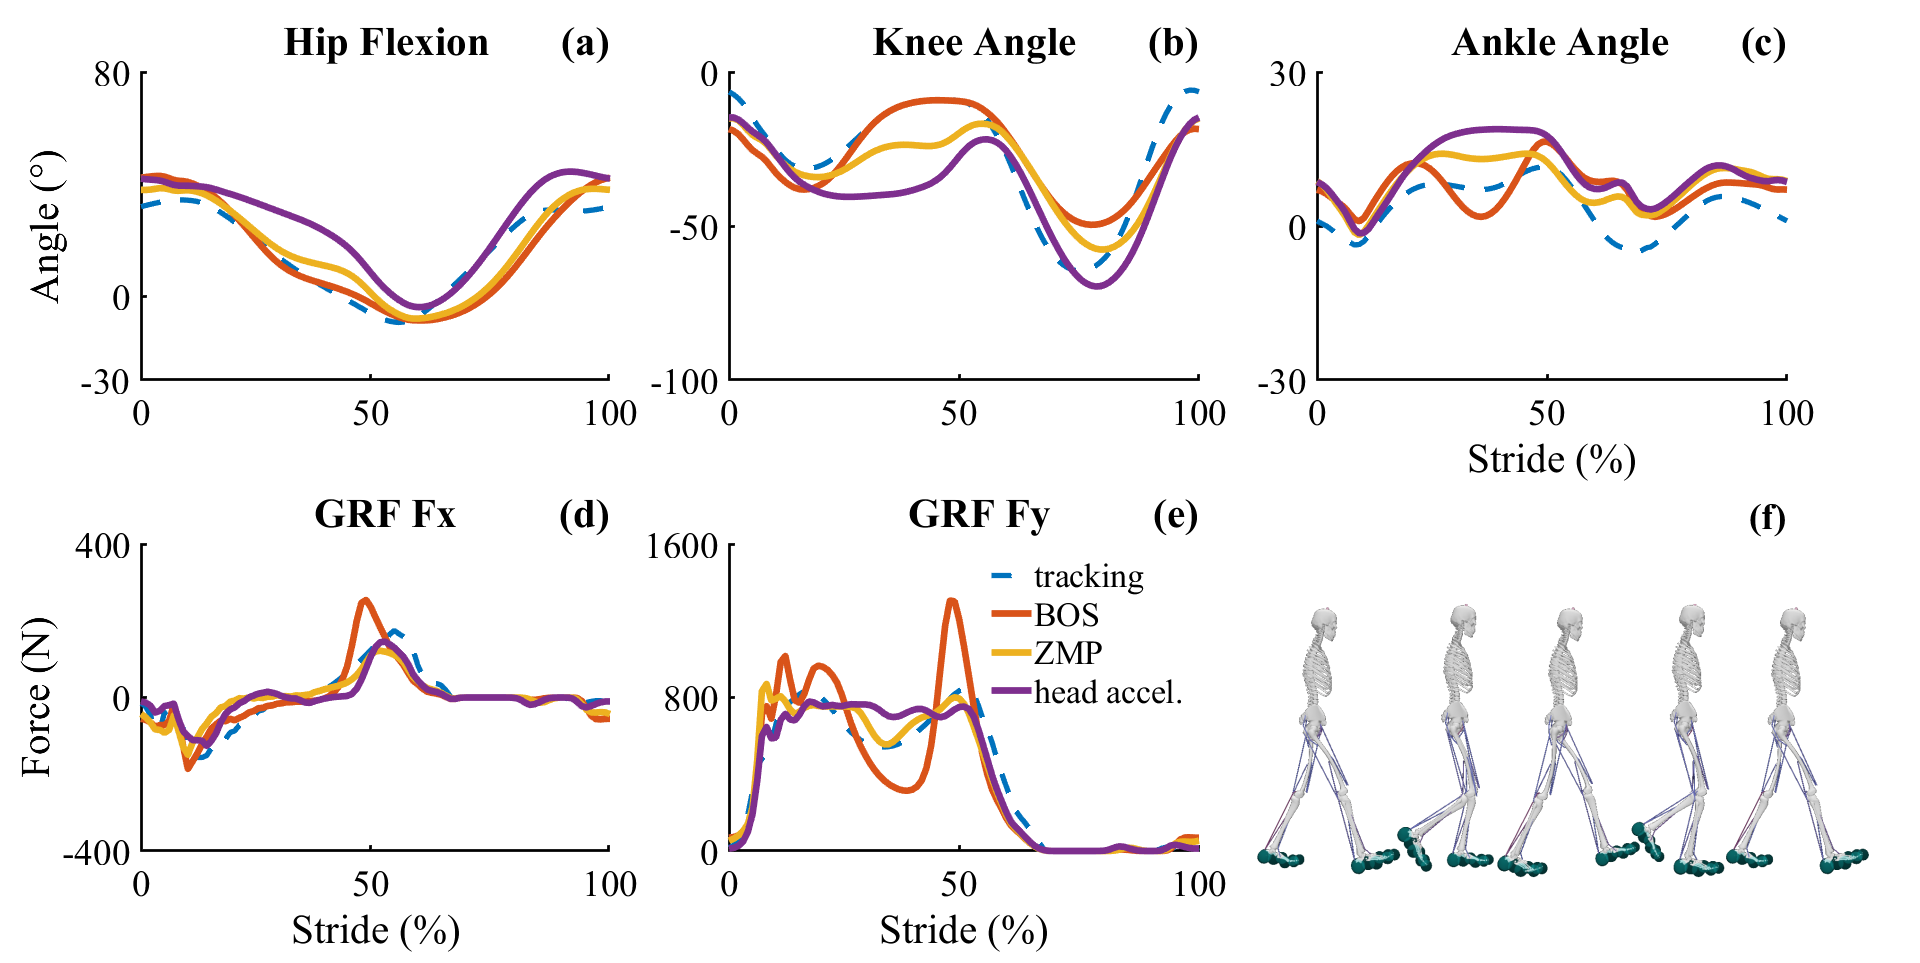 Hip Flexion (a)
Knee Angle (b)
Ankle Angle (c)
80
0
-30
Angle (°)
0 50 100
0
-50
-100
0 50 100
30
0
-30
0 50 100
Stride (%)
GRF Fx (d)
GRF Fy (e)
(f)
400
0
-400
Force (N)
0 50 100
Stride (%)
1600
800
0
tracking
BOS
ZMP
head accel.
0 50 100
Stride (%)